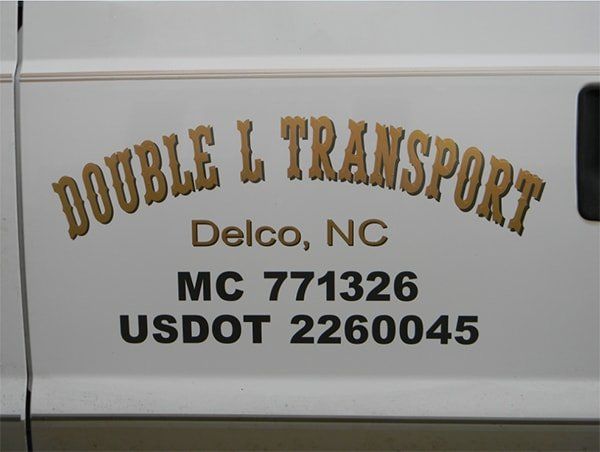 DOUBLE L TRANSPORT
Delco, NC
MC 771326
USDOT 2260045